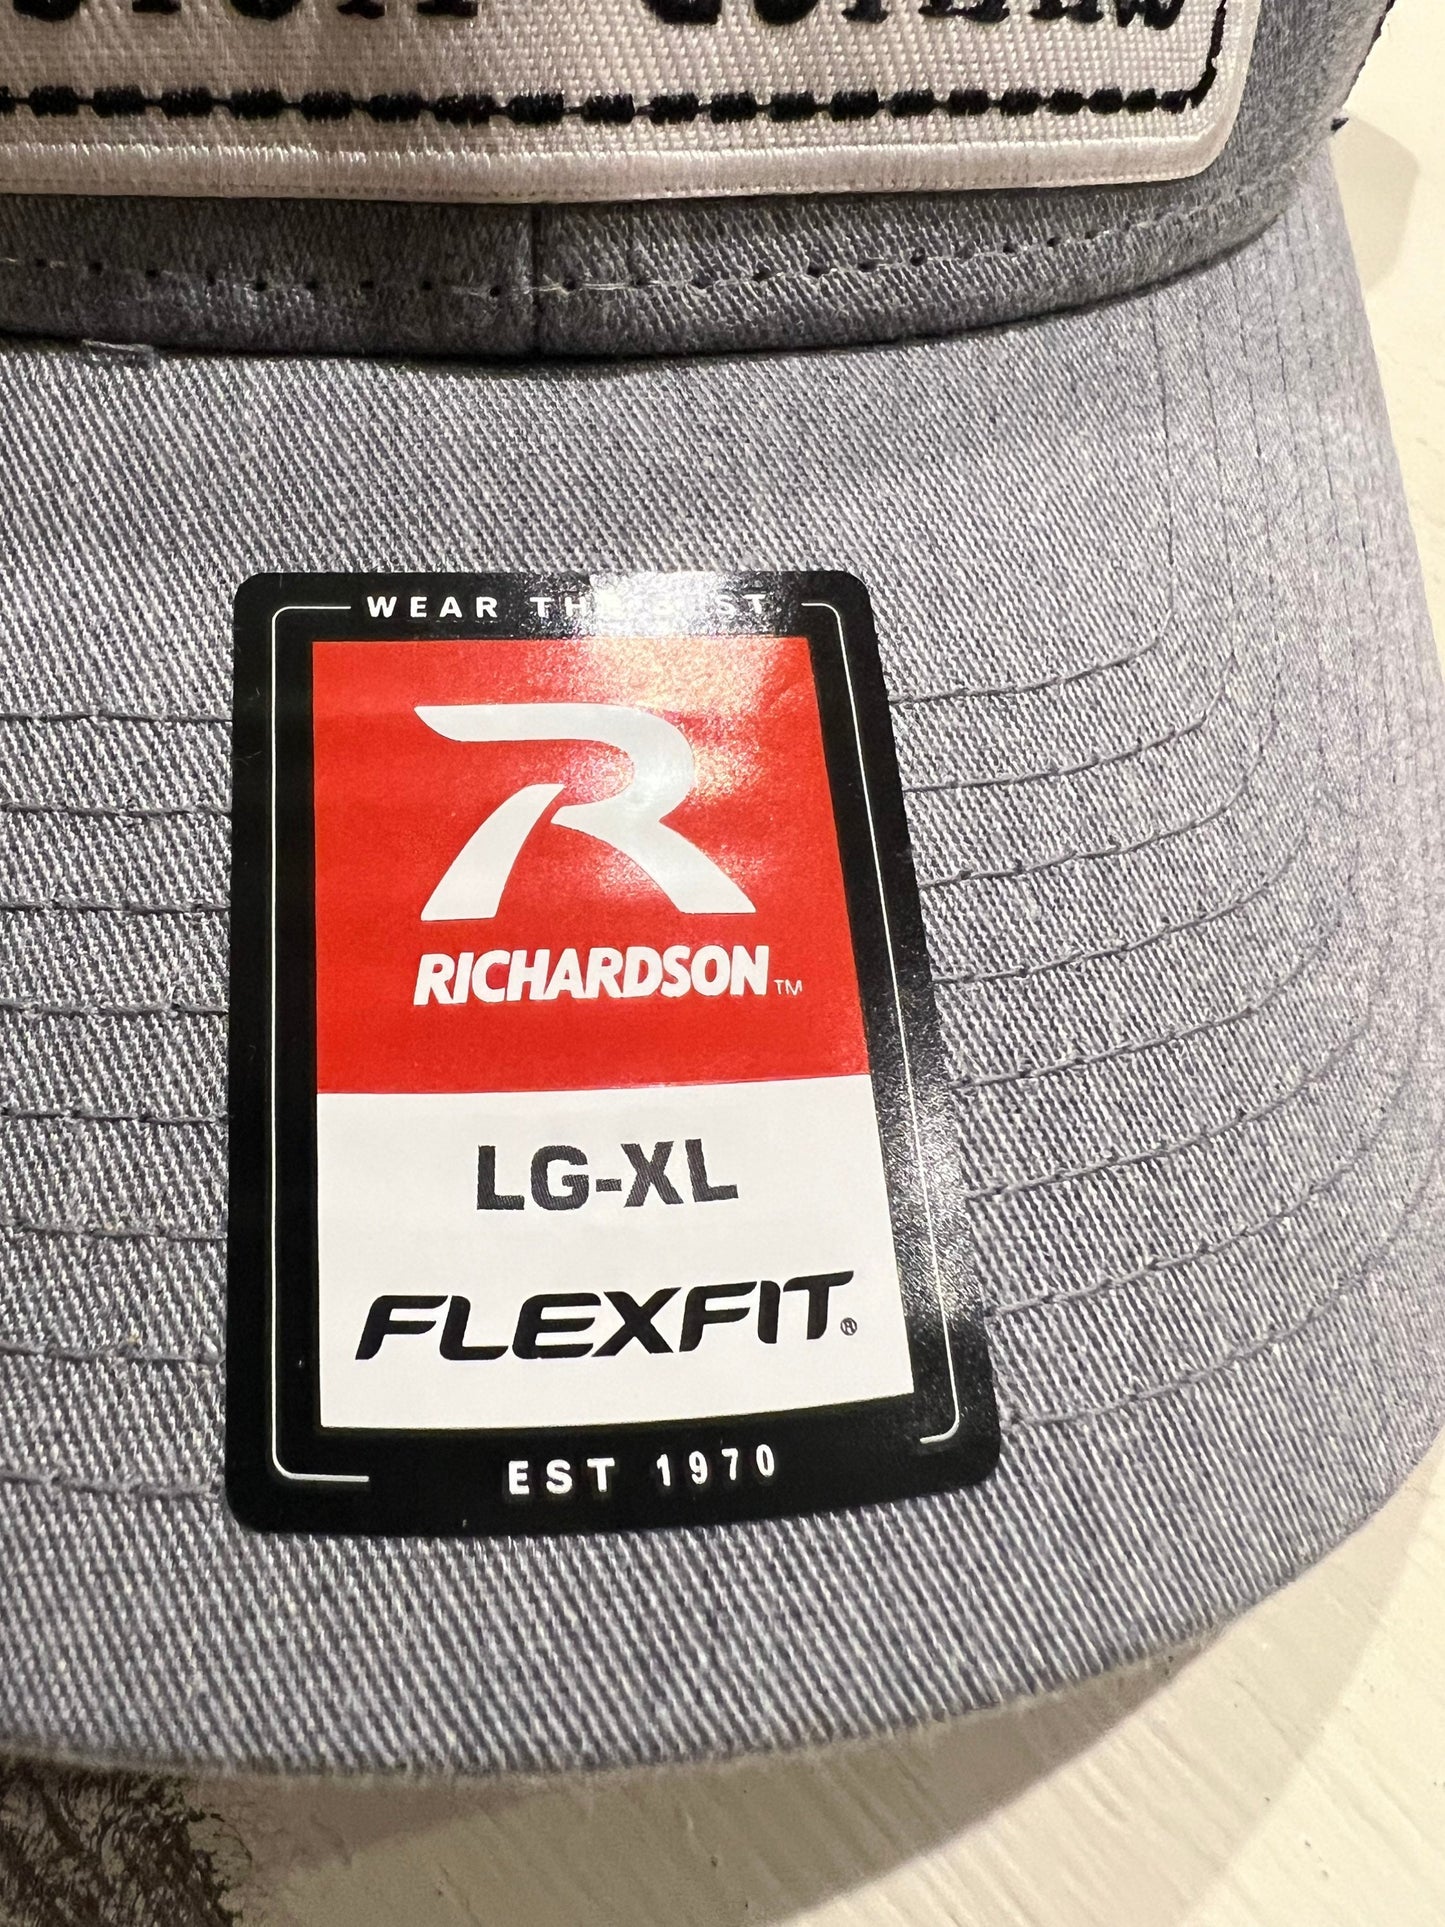 WEAR THE BEST
RICHARDSON™
LG-XL
FLEXFIT®
EST 1970